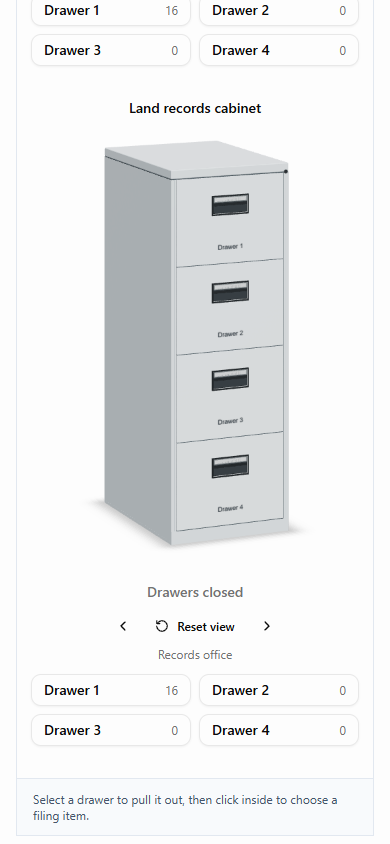 Drawer 1 16 Drawer 2 0
Drawer 3 0 Drawer 4 0
Land records cabinet
Drawer 1
Drawer 2
Drawer 3
Drawer 4
Drawers closed
Reset view
Records office
Drawer 1 16 Drawer 2 0
Drawer 3 0 Drawer 4 0
Select a drawer to pull it out, then click inside to choose a
filing item.